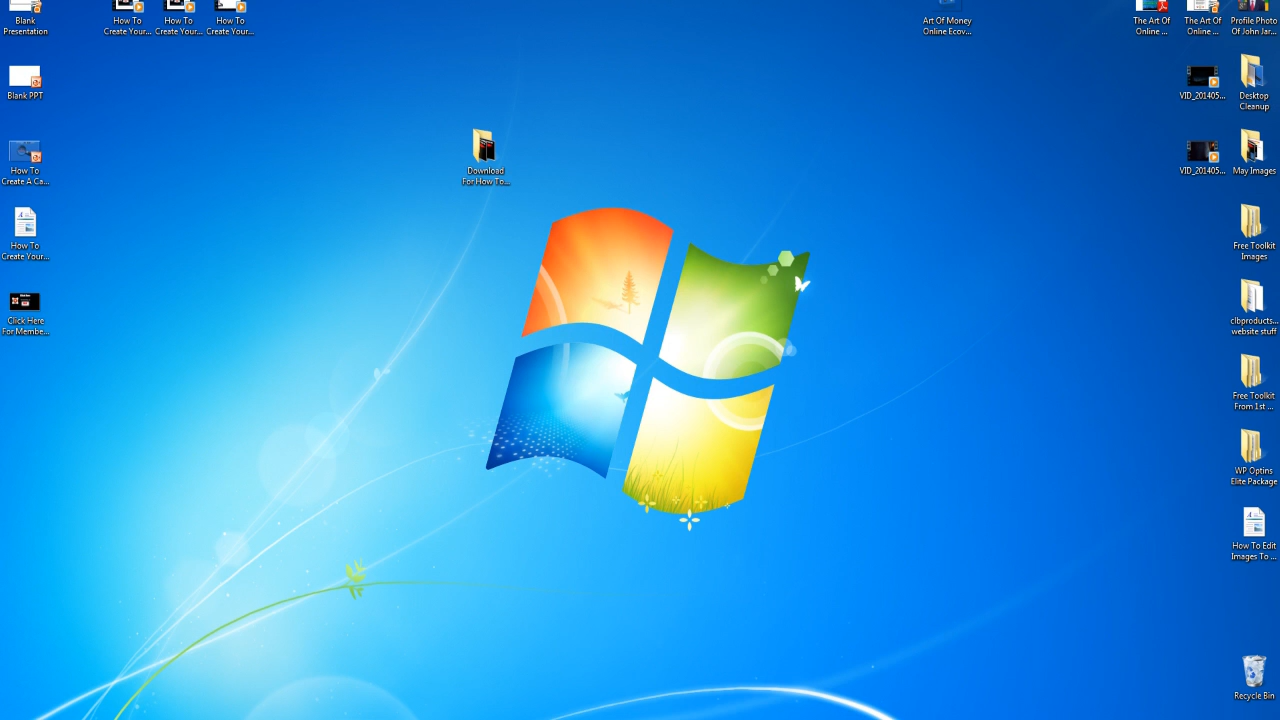 Blank
Presentation
How To
Create Your...
How To
Create Your...
How To
Create Your...
Art Of Money
Online Ecov...
The Art Of
Online ...
The Art Of
Online ...
Profile Photo
Of John Jar...
Blank PPT
VID_201405...
Desktop
Cleanup
How To
Create A Ca...
Download
For How To...
VID_201405...
May Images
How To
Create Your...
Free Toolkit
Images
Click Here
For Membe...
clbproducts...
website stuff
Free Toolkit
From 1st ...
WP Optins
Elite Package
How To Edit
Images To ...
Recycle Bin